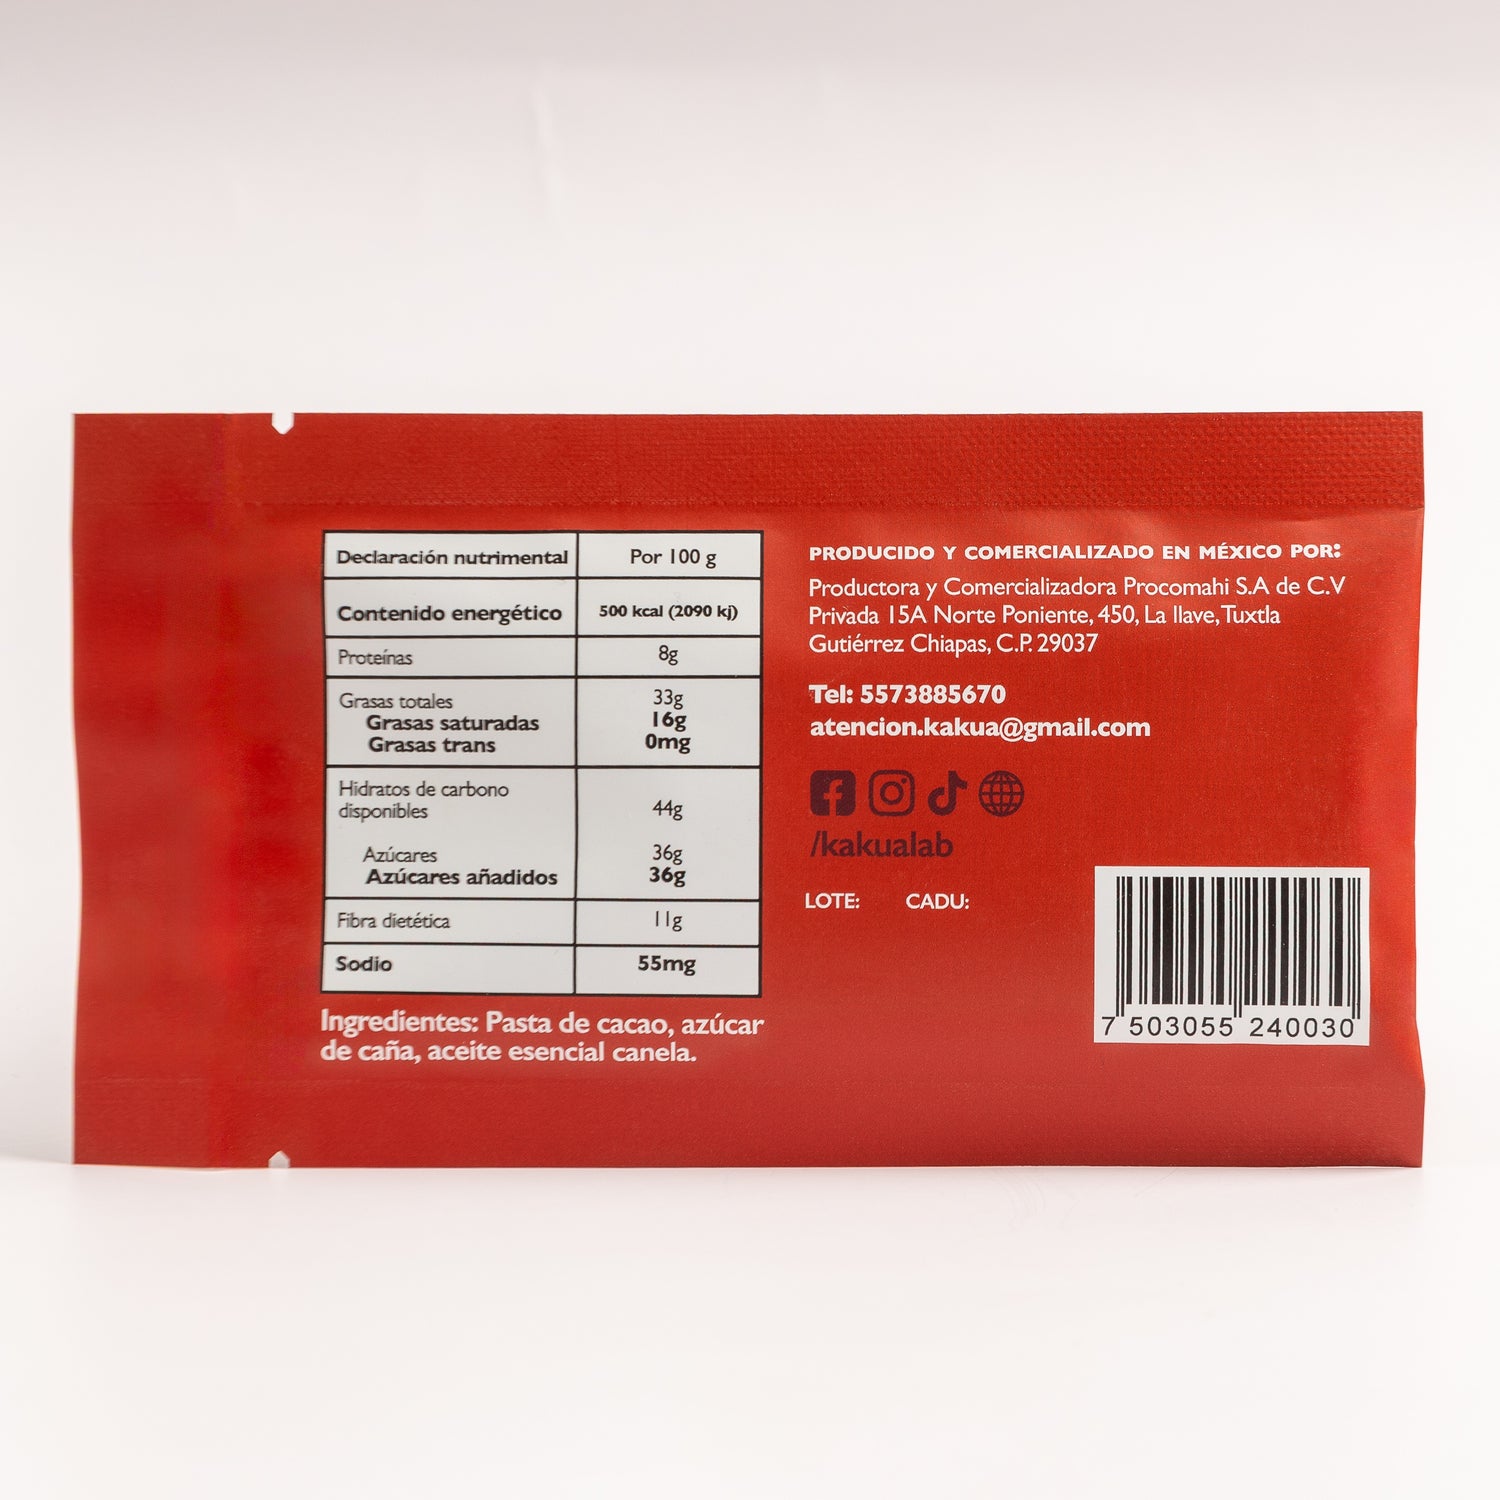 Declaración nutrimental Por 100 g
Contenido energético 500 kcal (2090 kj)
Proteínas 8g
Grasas totales 33g
Grasas saturadas 16g
Grasas trans 0mg
Hidratos de carbono
disponibles 44g
Azúcares 36g
Azúcares añadidos 36g
Fibra dietética 11g
Sodio 55mg
Ingredientes: Pasta de cacao, azúcar
de caña, aceite esencial canela.
PRODUCIDO Y COMERCIALIZADO EN MÉXICO POR:
Productora y Comercializadora Procomahi S.A de C.V
Privada 15A Norte Poniente, 450, La llave, Tuxtla
Gutiérrez Chiapas, C.P. 29037
Tel: 5573885670
atencion.kakua@gmail.com
/kakualab
LOTE: CADU:
7 503055 240030